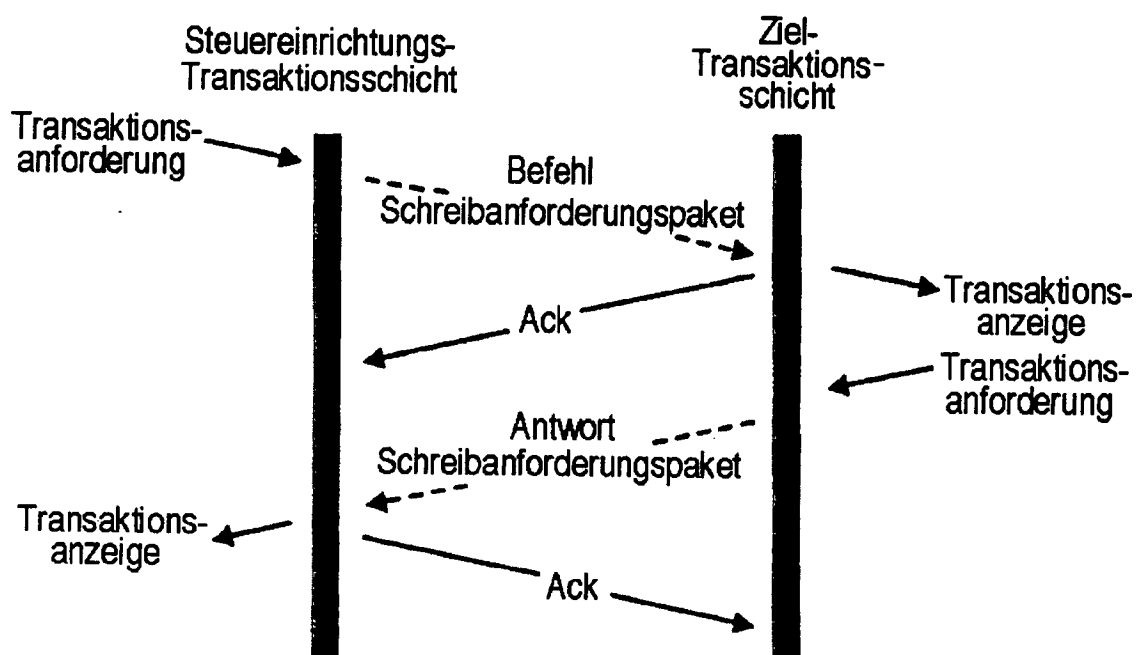 Steuereinrichtungs-
Transaktionsschicht
Ziel-
Transaktions-
schicht
Transaktions-
anforderung
Befehl
Schreibanforderungspaket
Transaktions-
anzeige
Ack
Transaktions-
anforderung
Antwort
Schreibanforderungspaket
Transaktions-
anzeige
Ack